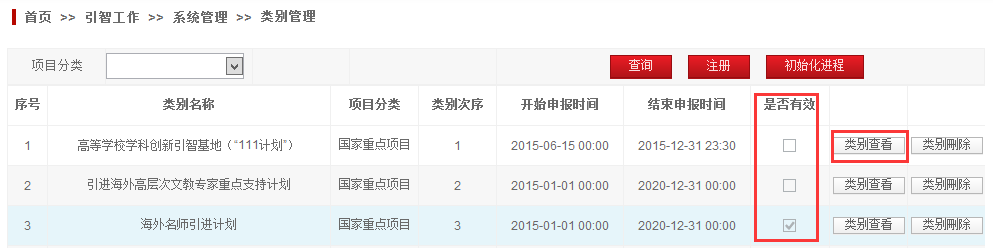 首页 >> 引智工作 >> 系统管理 >> 类别管理
项目分类 查询 注册 初始化进程
序号 类别名称 项目分类 类别次序 开始申报时间 结束申报时间 是否有效
1 高等学校学科创新引智基地（“111计划”） 国家重点项目 1 2015-06-15 00:00 2015-12-31 23:30 类别查看 类别删除
2 引进海外高层次文教专家重点支持计划 国家重点项目 2 2015-01-01 00:00 2020-12-31 00:00 类别查看 类别删除
3 海外名师引进计划 国家重点项目 3 2015-01-01 00:00 2020-12-31 00:00 类别查看 类别删除